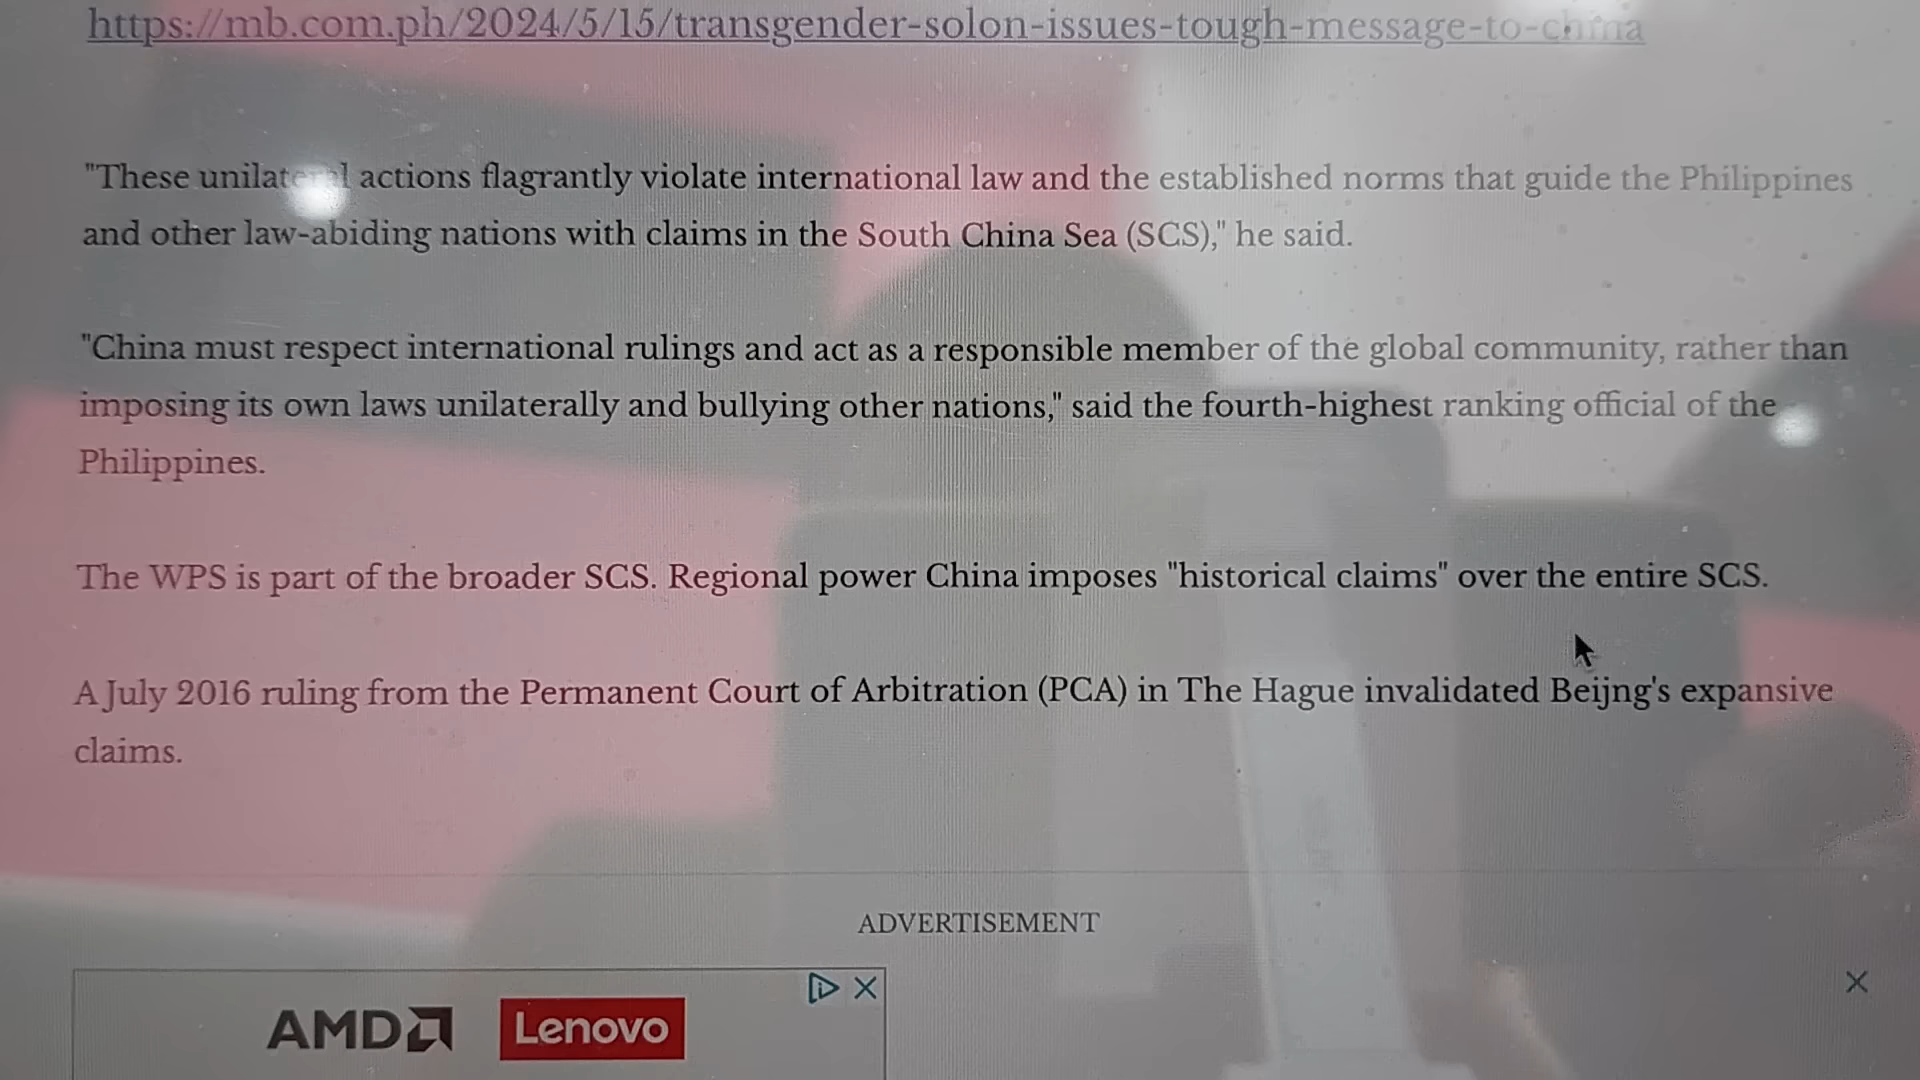 https://mb.com.ph/2024/5/15/transgender-solon-issues-tough-message-to-china
"These unilateral actions flagrantly violate international law and the established norms that guide the Philippines
and other law-abiding nations with claims in the South China Sea (SCS)," he said.
"China must respect international rulings and act as a responsible member of the global community, rather than
imposing its own laws unilaterally and bullying other nations," said the fourth-highest ranking official of the
Philippines.
The WPS is part of the broader SCS. Regional power China imposes "historical claims" over the entire SCS.
A July 2016 ruling from the Permanent Court of Arbitration (PCA) in The Hague invalidated Beijng's expansive
claims.
ADVERTISEMENT
AMD Lenovo